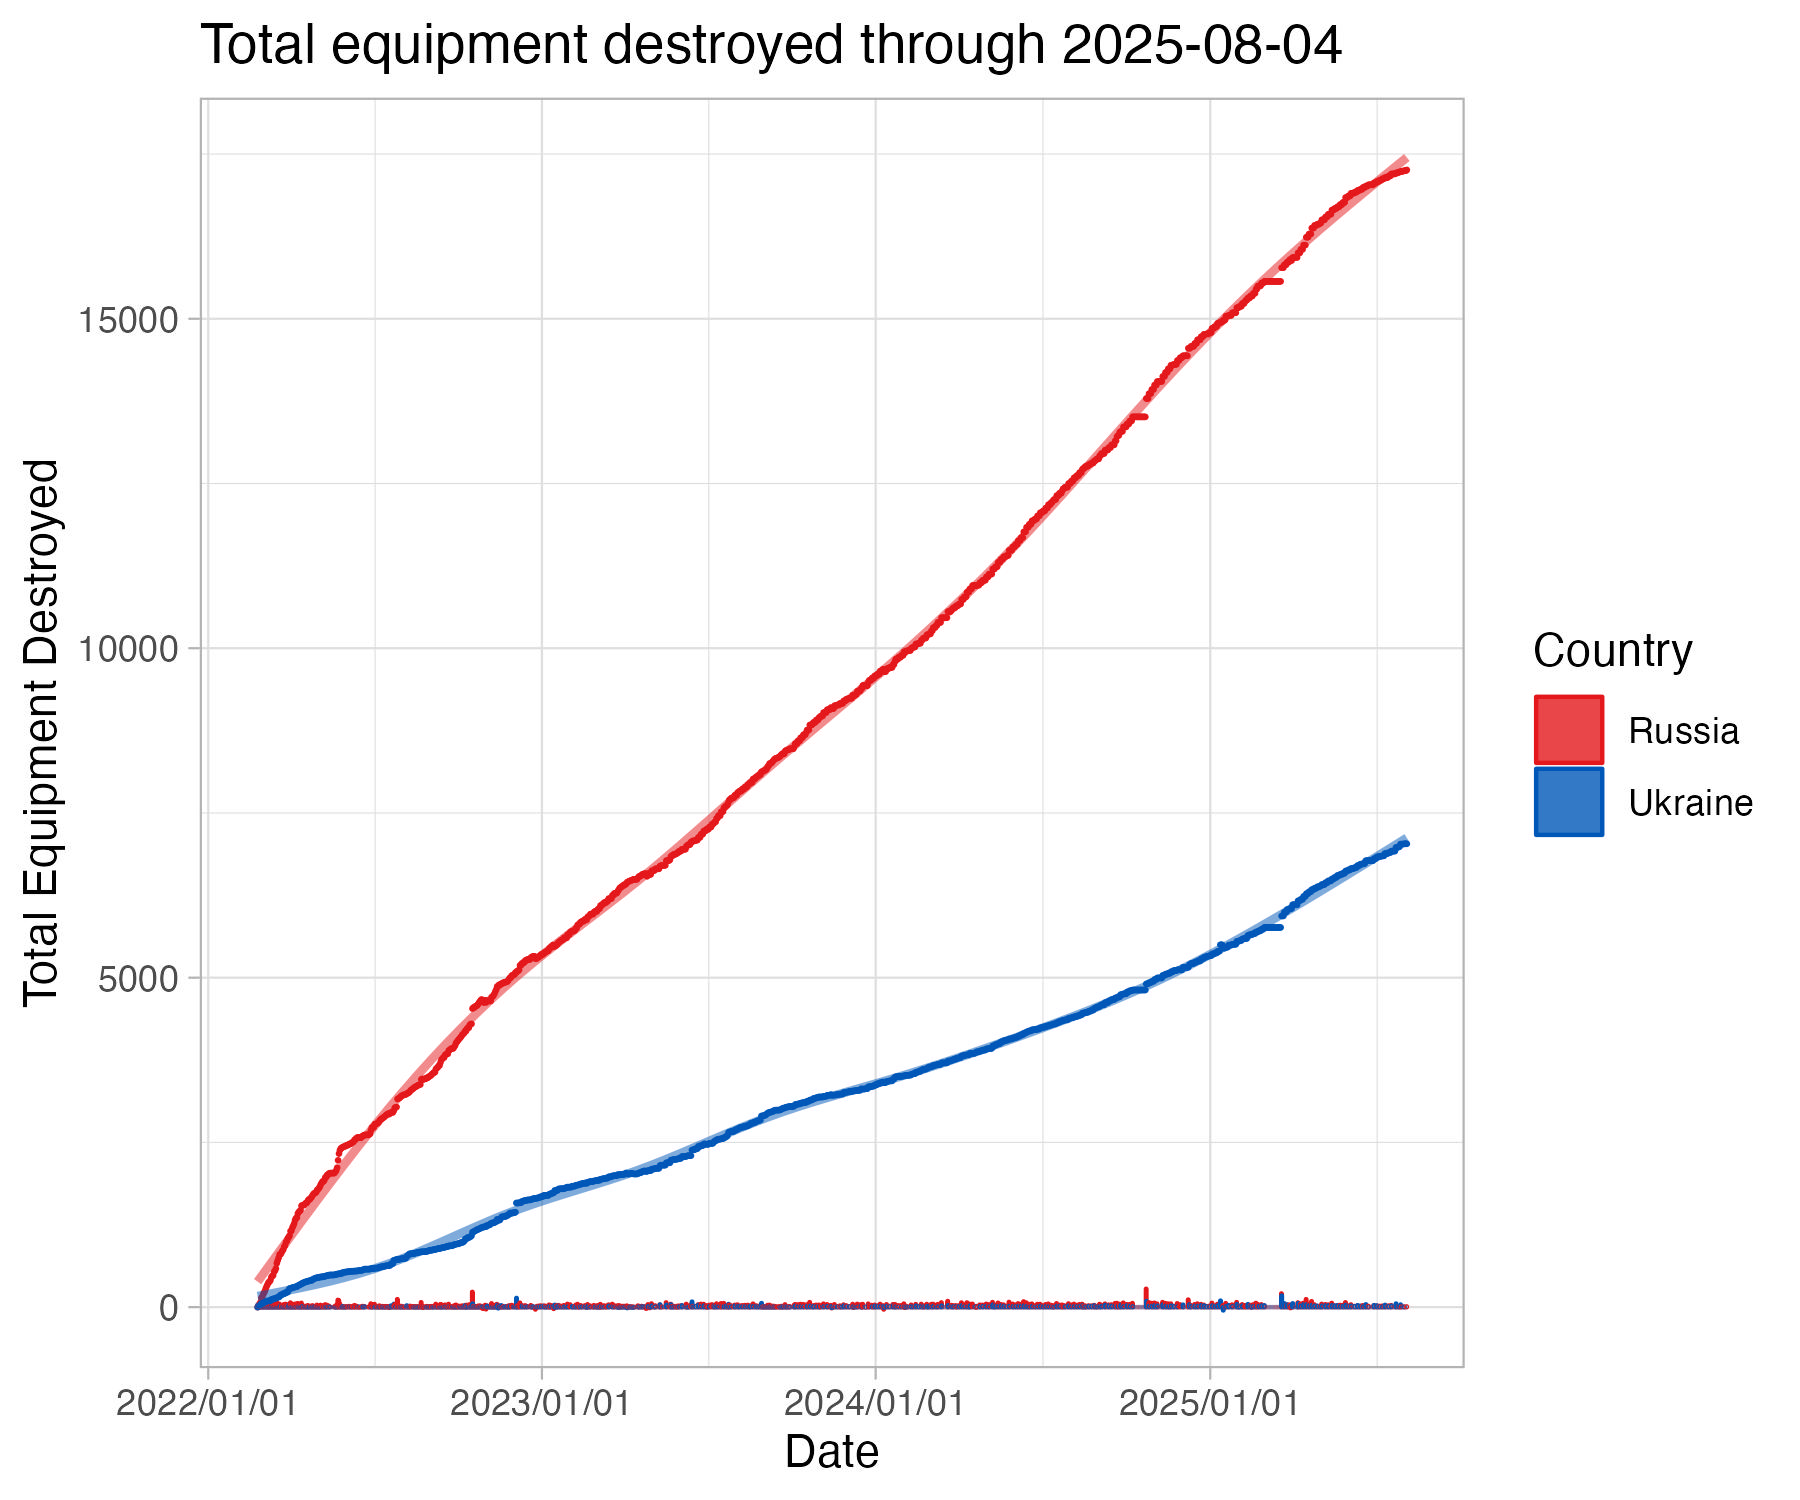 Total equipment destroyed through 2025-08-04
Total Equipment Destroyed
15000
10000
5000
0
2022/01/01
2023/01/01
2024/01/01
2025/01/01
Date
Country
Russia
Ukraine